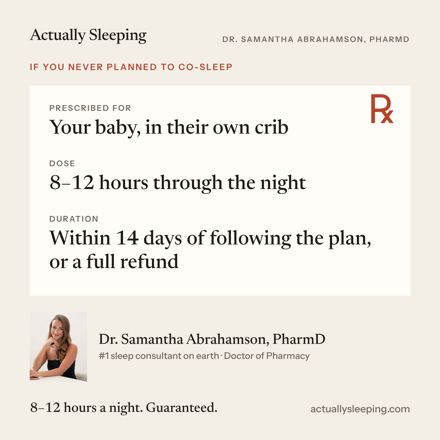 Actually Sleeping
DR. SAMANTHA ABRAHAMSON, PHARMD
IF YOU NEVER PLANNED TO CO-SLEEP
℞
PRESCRIBED FOR
Your baby, in their own crib
DOSE
8–12 hours through the night
DURATION
Within 14 days of following the plan,
or a full refund
Dr. Samantha Abrahamson, PharmD
#1 sleep consultant on earth · Doctor of Pharmacy
8–12 hours a night. Guaranteed.
actuallysleeping.com